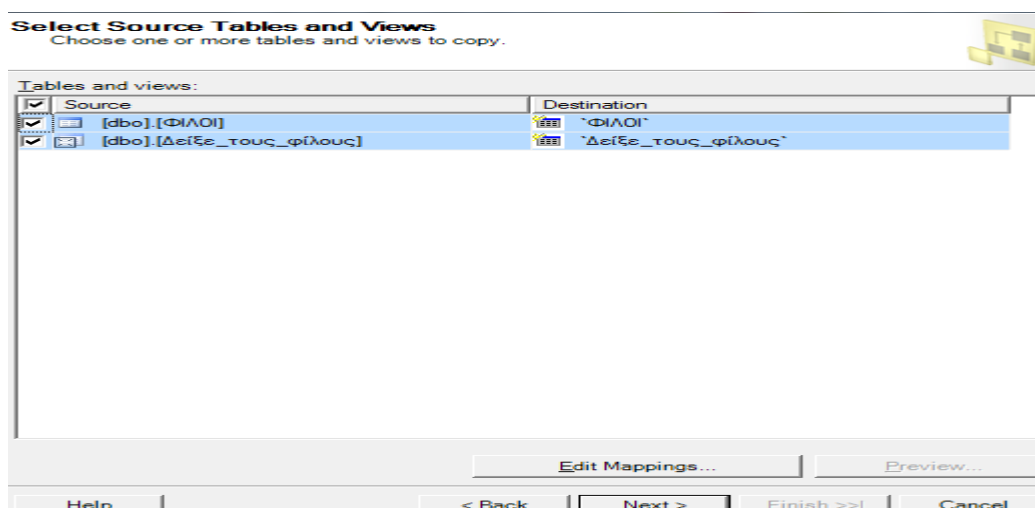 Select Source Tables and Views
Choose one or more tables and views to copy.
Tables and views:
Source Destination
[dbo].[ΦΙΛΟΙ] `ΦΙΛΟΙ`
[dbo].[Δείξε_τους_φίλους] `Δείξε_τους_φίλους`
Edit Mappings... Preview...
Help < Back Next > Finish >>| Cancel